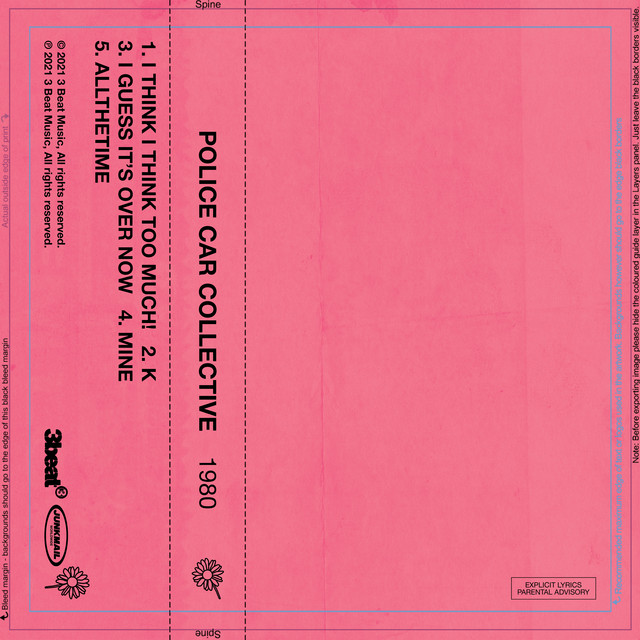 Spine
1. I THINK I THINK TOO MUCH! 2. K
3. I GUESS IT'S OVER NOW 4. MINE
5. ALLTHETIME
© 2021 3 Beat Music, All rights reserved.
℗ 2021 3 Beat Music, All rights reserved.
POLICE CAR COLLECTIVE 1980
3beat
JUNKMAIL
EXPLICIT LYRICS
PARENTAL ADVISORY
Spine
Actual outside edge of print
Bleed margin - backgrounds should go to the edge of this black bleed margin
Note: Before exporting image please hide the coloured guide layer in the Layers panel. Just leave the black borders visible.